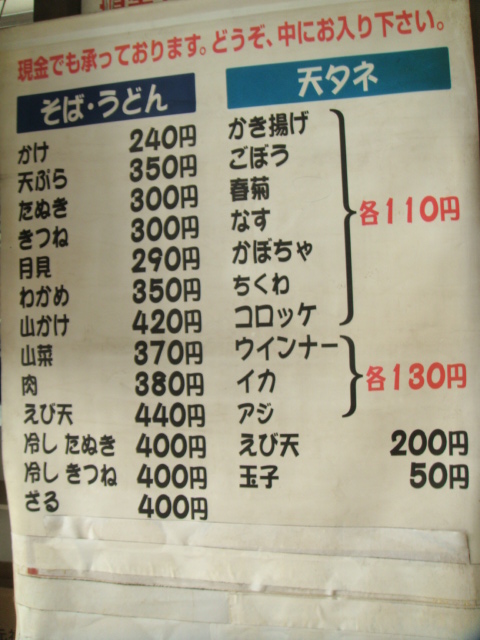 現金でも承っております。どうぞ、中にお入り下さい。
そば・うどん
かけ 240円
天ぷら 350円
たぬき 300円
きつね 300円
月見 290円
わかめ 350円
山かけ 420円
山菜 370円
肉 380円
えび天 440円
冷し たぬき 400円
冷し きつね 400円
ざる 400円
天タネ
かき揚げ
ごぼう
春菊
なす
かぼちゃ
ちくわ
コロッケ
各110円
ウインナー
イカ
アジ
各130円
えび天 200円
玉子 50円